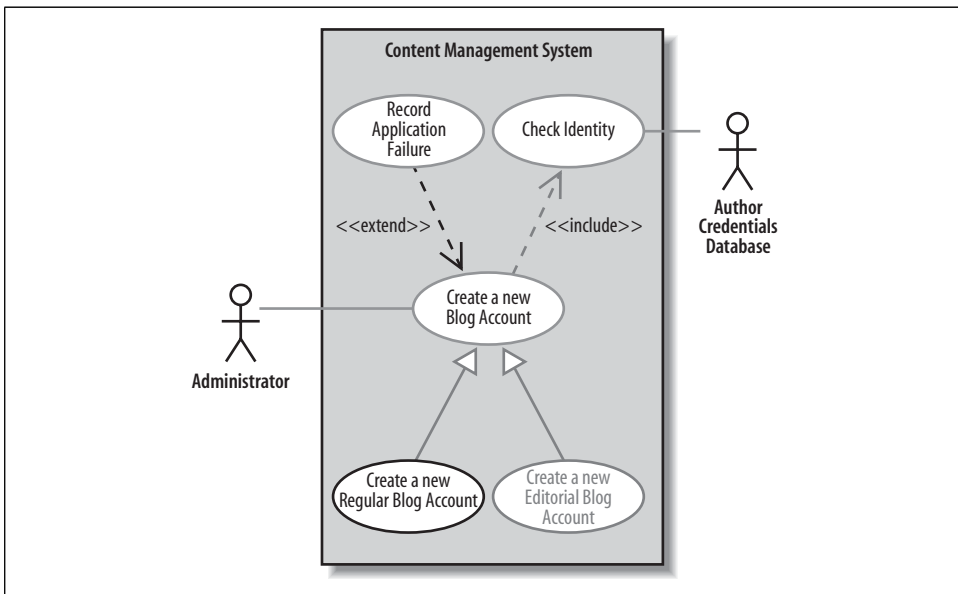 Content Management System
Record
Application
Failure
Check Identity
Author
Credentials
Database
<<extend>>
<<include>>
Create a new
Blog Account
Administrator
Create a new
Regular Blog Account
Create a new
Editorial Blog
Account